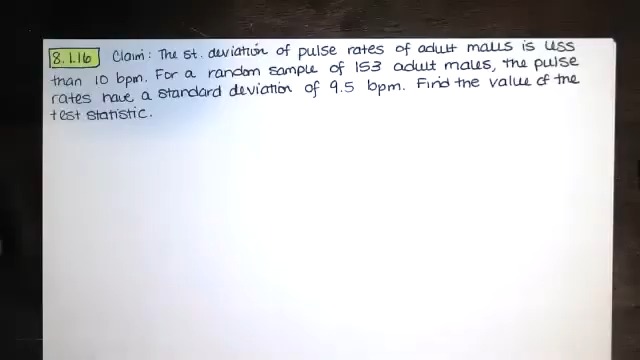 8.1.16 Claim: The st. deviation of pulse rates of adult males is less
than 10 bpm. For a random sample of 153 adult males, the pulse
rates have a standard deviation of 9.5 bpm. Find the value of the
test statistic.